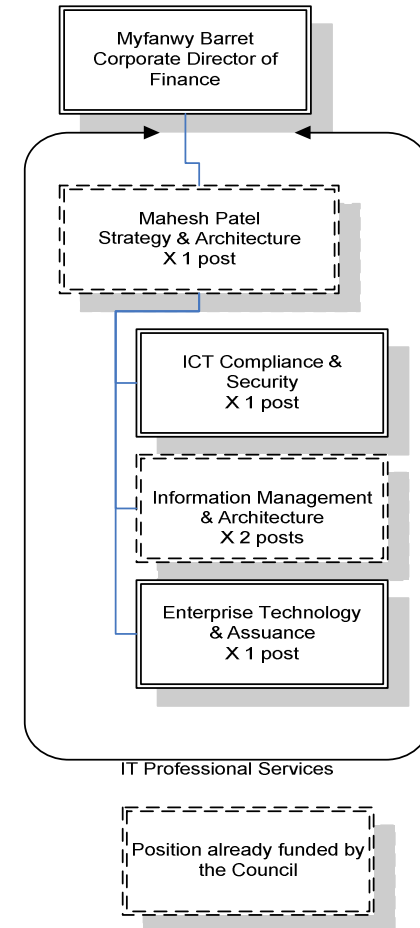 Myfanwy Barret
Corporate Director of
Finance
Mahesh Patel
Strategy & Architecture
X 1 post
ICT Compliance &
Security
X 1 post
Information Management
& Architecture
X 2 posts
Enterprise Technology
& Assuance
X 1 post
IT Professional Services
Position already funded by
the Council